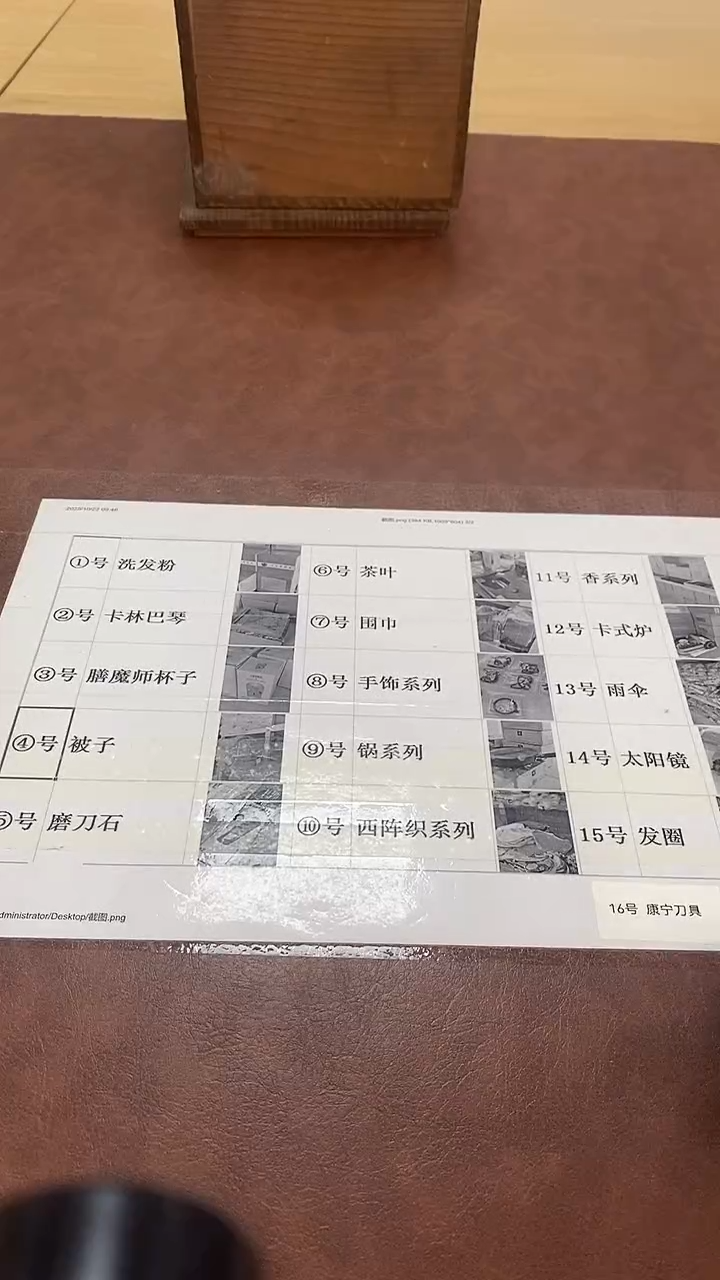 ①号 洗发粉 ⑥号 茶叶 11号 香系列
②号 卡林巴琴 ⑦号 围巾 12号 卡式炉
③号 膳魔师杯子 ⑧号 手饰系列 13号 雨伞
④号 被子 ⑨号 锅系列 14号 太阳镜
⑤号 磨刀石 ⑩号 西阵织系列 15号 发圈
16号 康宁刀具
dministrator/Desktop/截图.png